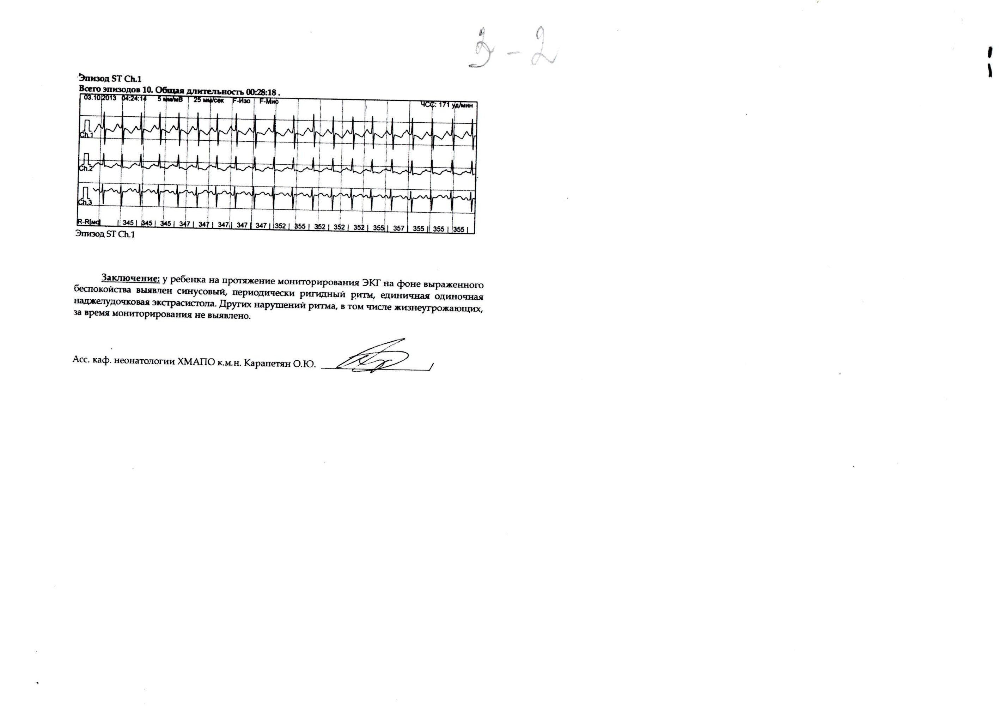 3-2
Эпизод ST Ch.1
Всего эпизодов 10. Общая длительность 00:28:18 .
03.10.2013 04:24:14 5 мм/мВ 25 мм/сек F-Изо F-Мио ЧСС: 171 уд/мин
Ch.1
Ch.2
Ch.3
R-R[мс] 345 | 345 | 345 | 347 | 347 | 347 | 347 | 347 | 352 | 355 | 352 | 352 | 352 | 355 | 357 | 355 | 355 | 355 |
Эпизод ST Ch.1
Заключение: у ребенка на протяжение мониторирования ЭКГ на фоне выраженного
беспокойства выявлен синусовый, периодически ригидный ритм, единичная одиночная
наджелудочковая экстрасистола. Других нарушений ритма, в том числе жизнеугрожающих,
за время мониторирования не выявлено.
Асс. каф. неонатологии ХМАПО к.м.н. Карапетян О.Ю.